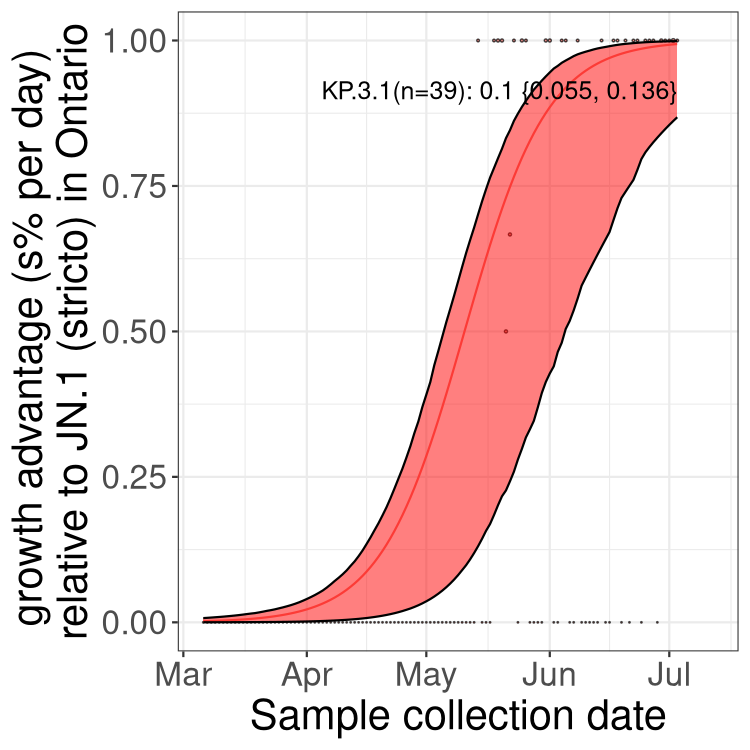 growth advantage (s% per day)
relative to JN.1 (stricto) in Ontario
1.00
0.75
0.50
0.25
0.00
KP.3.1(n=39): 0.1 {0.055, 0.136}
Mar Apr May Jun Jul
Sample collection date